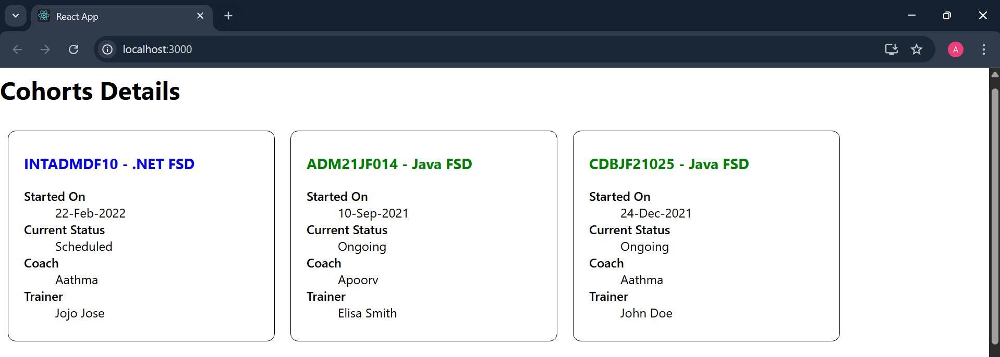 React App
localhost:3000
A
Cohorts Details
INTADMDF10 - .NET FSD
Started On
22-Feb-2022
Current Status
Scheduled
Coach
Aathma
Trainer
Jojo Jose
ADM21JF014 - Java FSD
Started On
10-Sep-2021
Current Status
Ongoing
Coach
Apoorv
Trainer
Elisa Smith
CDBJF21025 - Java FSD
Started On
24-Dec-2021
Current Status
Ongoing
Coach
Aathma
Trainer
John Doe